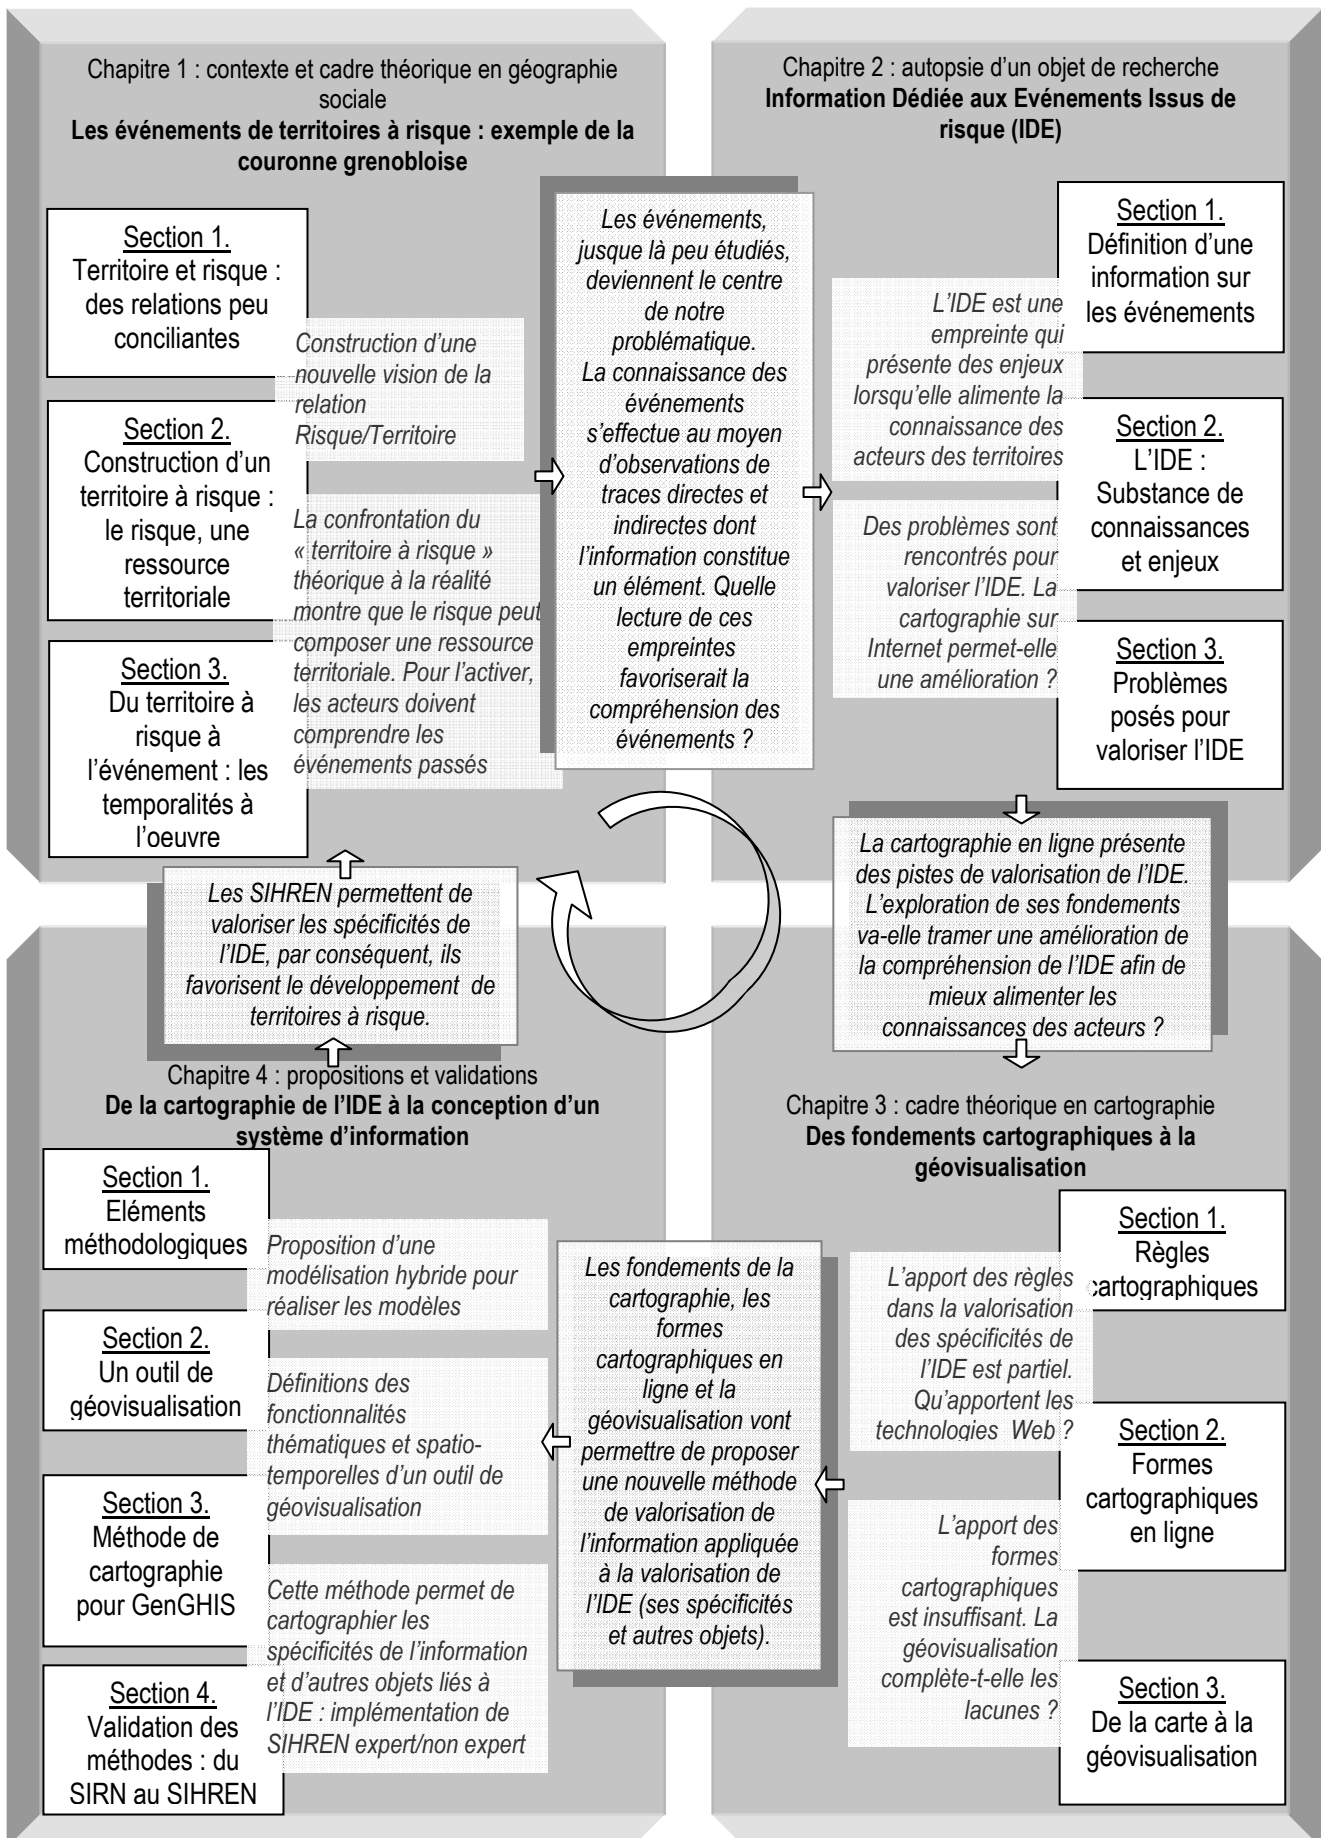 Chapitre 1 : contexte et cadre théorique en géographie
sociale
Les événements de territoires à risque : exemple de la
couronne grenobloise
Section 1.
Territoire et risque :
des relations peu
conciliantes
Section 2.
Construction d'un
territoire à risque :
le risque, une
ressource
territoriale
Section 3.
Du territoire à
risque à
l'événement : les
temporalités à
l'oeuvre
Construction d'une
nouvelle vision de la
relation
Risque/Territoire
La confrontation du
« territoire à risque »
théorique à la réalité
montre que le risque peut
composer une ressource
territoriale. Pour l'activer,
les acteurs doivent
comprendre les
événements passés
Les événements,
jusque là peu étudiés,
deviennent le centre
de notre
problématique.
La connaissance des
événements
s'effectue au moyen
d'observations de
traces directes et
indirectes dont
l'information constitue
un élément. Quelle
lecture de ces
empreintes
favoriserait la
compréhension des
événements ?
Chapitre 2 : autopsie d'un objet de recherche
Information Dédiée aux Evénements Issus de
risque (IDE)
L'IDE est une
empreinte qui
présente des enjeux
lorsqu'elle alimente la
connaissance des
acteurs des territoires
Des problèmes sont
rencontrés pour
valoriser l'IDE. La
cartographie sur
Internet permet-elle
une amélioration ?
Section 1.
Définition d'une
information sur
les événements
Section 2.
L'IDE :
Substance de
connaissances
et enjeux
Section 3.
Problèmes
posés pour
valoriser l'IDE
La cartographie en ligne présente
des pistes de valorisation de l'IDE.
L'exploration de ses fondements
va-elle tramer une amélioration de
la compréhension de l'IDE afin de
mieux alimenter les
connaissances des acteurs ?
Chapitre 3 : cadre théorique en cartographie
Des fondements cartographiques à la
géovisualisation
Section 1.
Règles
cartographiques
Section 2.
Formes
cartographiques
en ligne
Section 3.
De la carte à la
géovisualisation
L'apport des règles
dans la valorisation
des spécificités de
l'IDE est partiel.
Qu'apportent les
technologies Web ?
L'apport des
formes
cartographiques
est insuffisant. La
géovisualisation
complète-t-elle les
lacunes ?
Les fondements de la
cartographie, les
formes
cartographiques en
ligne et la
géovisualisation vont
permettre de proposer
une nouvelle méthode
de valorisation de
l'information appliquée
à la valorisation de
l'IDE (ses spécificités
et autres objets).
Chapitre 4 : propositions et validations
De la cartographie de l'IDE à la conception d'un
système d'information
Section 1.
Eléments
méthodologiques
Section 2.
Un outil de
géovisualisation
Section 3.
Méthode de
cartographie
pour GenGHIS
Section 4.
Validation des
méthodes : du
SIRN au SIHREN
Proposition d'une
modélisation hybride pour
réaliser les modèles
Définitions des
fonctionnalités
thématiques et spatio-
temporelles d'un outil de
géovisualisation
Cette méthode permet de
cartographier les
spécificités de l'information
et d'autres objets liés à
l'IDE : implémentation de
SIHREN expert/non expert
Les SIHREN permettent de
valoriser les spécificités de
l'IDE, par conséquent, ils
favorisent le développement de
territoires à risque.